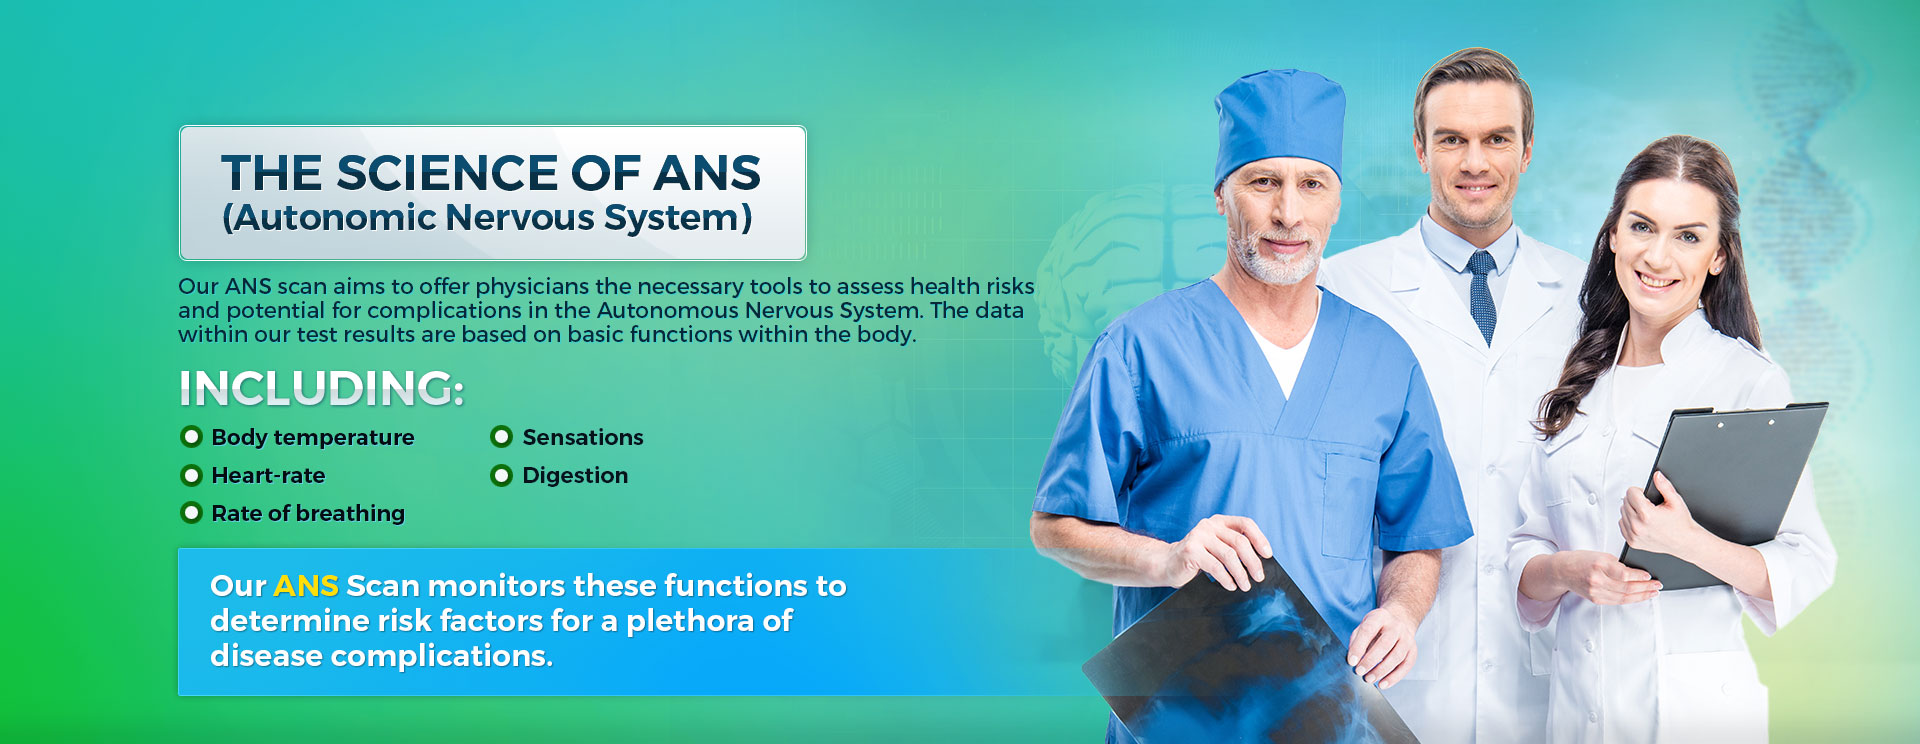 THE SCIENCE OF ANS
(Autonomic Nervous System)
Our ANS scan aims to offer physicians the necessary tools to assess health risks
and potential for complications in the Autonomous Nervous System. The data
within our test results are based on basic functions within the body.
INCLUDING:
Body temperature
Heart-rate
Rate of breathing
Sensations
Digestion
Our ANS Scan monitors these functions to
determine risk factors for a plethora of
disease complications.